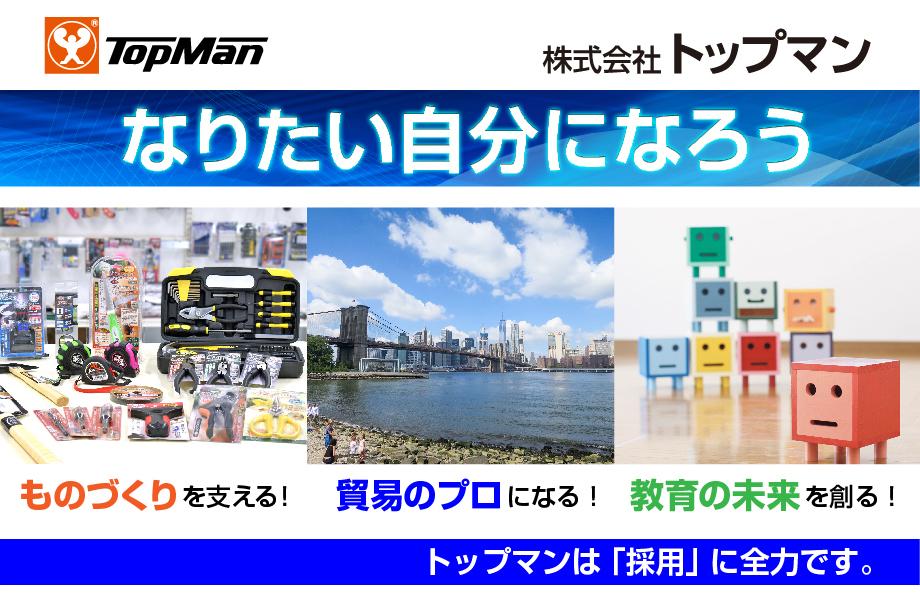 TopMan
株式会社 トップマン
なりたい自分になろう
ものづくりを支える!
貿易のプロになる!
教育の未来を創る!
トップマンは「採用」に全力です。